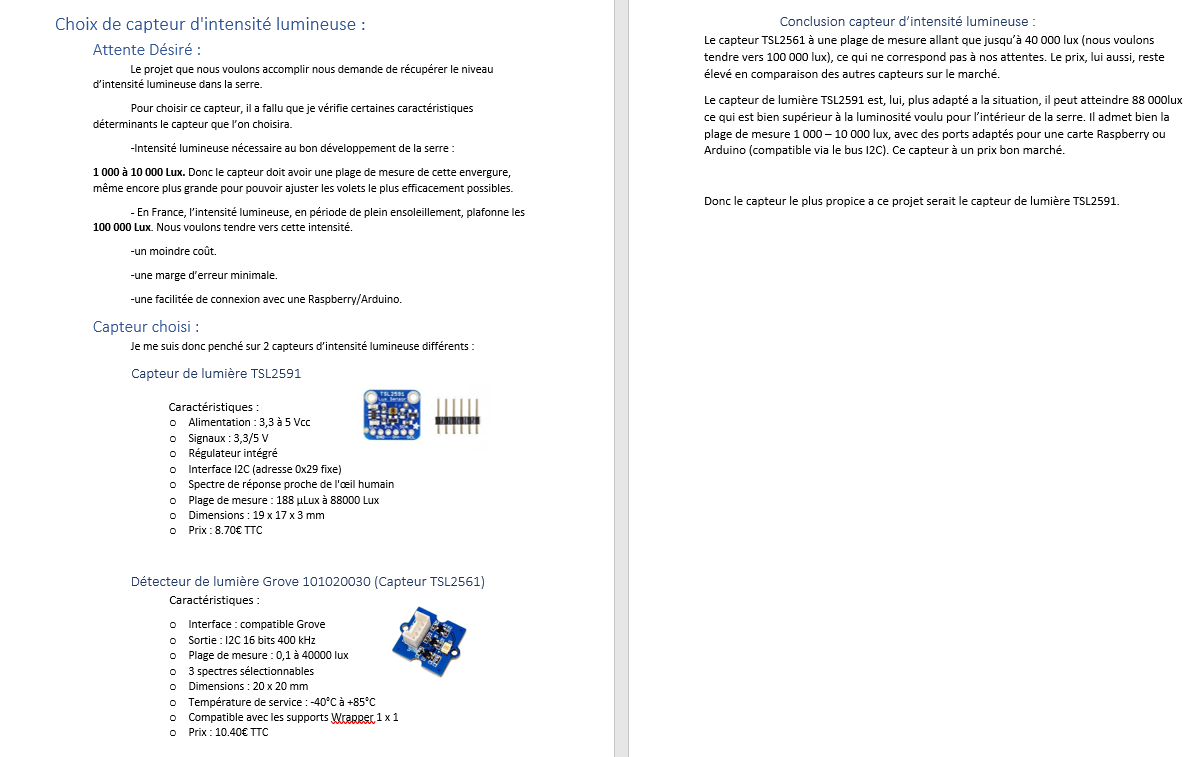 Choix de capteur d'intensité lumineuse :
Attente Désiré :
Le projet que nous voulons accomplir nous demande de récupérer le niveau
d'intensité lumineuse dans la serre.
Pour choisir ce capteur, il a fallu que je vérifie certaines caractéristiques
déterminants le capteur que l'on choisira.
-Intensité lumineuse nécessaire au bon développement de la serre :
1 000 à 10 000 Lux. Donc le capteur doit avoir une plage de mesure de cette envergure,
même encore plus grande pour pouvoir ajuster les volets le plus efficacement possibles.
- En France, l'intensité lumineuse, en période de plein ensoleillement, plafonne les
100 000 Lux. Nous voulons tendre vers cette intensité.
-un moindre coût.
-une marge d'erreur minimale.
-une facilitée de connexion avec une Raspberry/Arduino.
Capteur choisi :
Je me suis donc penché sur 2 capteurs d'intensité lumineuse différents :
Capteur de lumière TSL2591
TSL2591
Lux Sensor
Caractéristiques :
o Alimentation : 3,3 à 5 Vcc
o Signaux : 3,3/5 V
o Régulateur intégré
o Interface I2C (adresse 0x29 fixe)
o Spectre de réponse proche de l'œil humain
o Plage de mesure : 188 µLux à 88000 Lux
o Dimensions : 19 x 17 x 3 mm
o Prix : 8.70€ TTC
Détecteur de lumière Grove 101020030 (Capteur TSL2561)
Caractéristiques :
o Interface : compatible Grove
o Sortie : I2C 16 bits 400 kHz
o Plage de mesure : 0,1 à 40000 lux
o 3 spectres sélectionnables
o Dimensions : 20 x 20 mm
o Température de service : -40°C à +85°C
o Compatible avec les supports Wrapper 1 x 1
o Prix : 10.40€ TTC
Conclusion capteur d'intensité lumineuse :
Le capteur TSL2561 à une plage de mesure allant que jusqu'à 40 000 lux (nous voulons
tendre vers 100 000 lux), ce qui ne correspond pas à nos attentes. Le prix, lui aussi, reste
élevé en comparaison des autres capteurs sur le marché.
Le capteur de lumière TSL2591 est, lui, plus adapté a la situation, il peut atteindre 88 000lux
ce qui est bien supérieur à la luminosité voulu pour l'intérieur de la serre. Il admet bien la
plage de mesure 1 000 – 10 000 lux, avec des ports adaptés pour une carte Raspberry ou
Arduino (compatible via le bus I2C). Ce capteur à un prix bon marché.
Donc le capteur le plus propice a ce projet serait le capteur de lumière TSL2591.